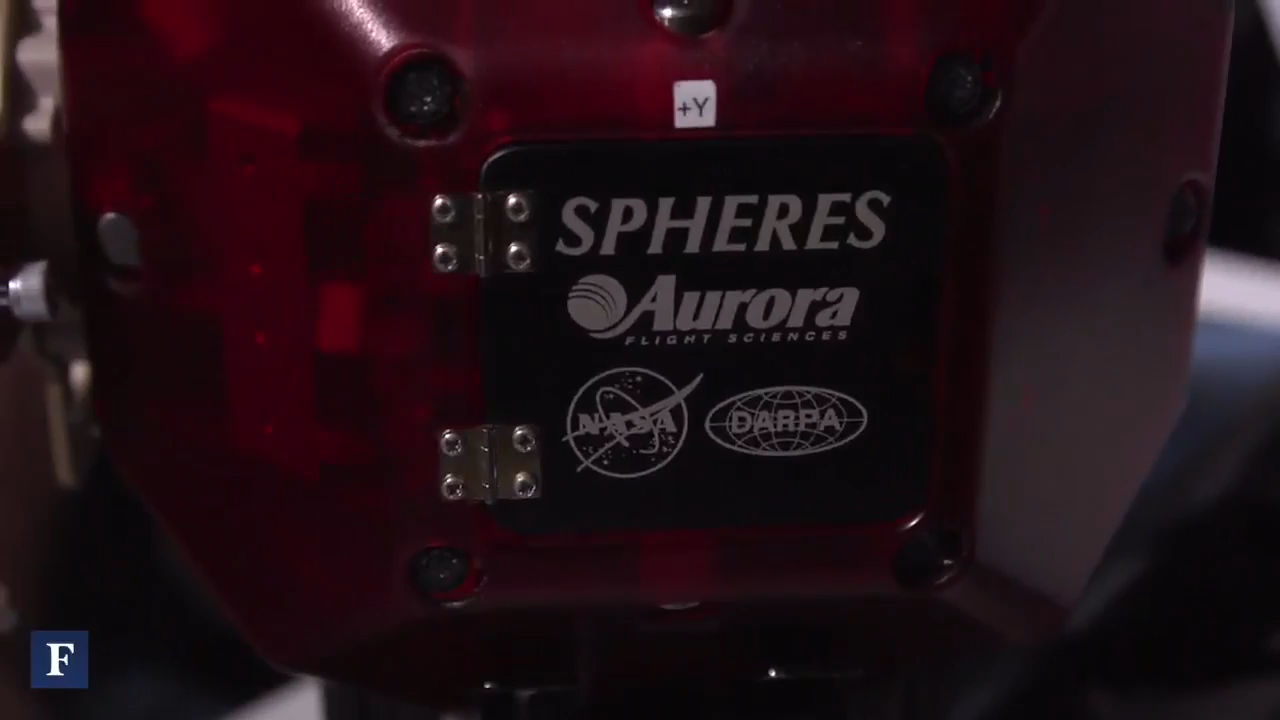 +Y
SPHERES
Aurora
FLIGHT SCIENCES
NASA
DARPA
F